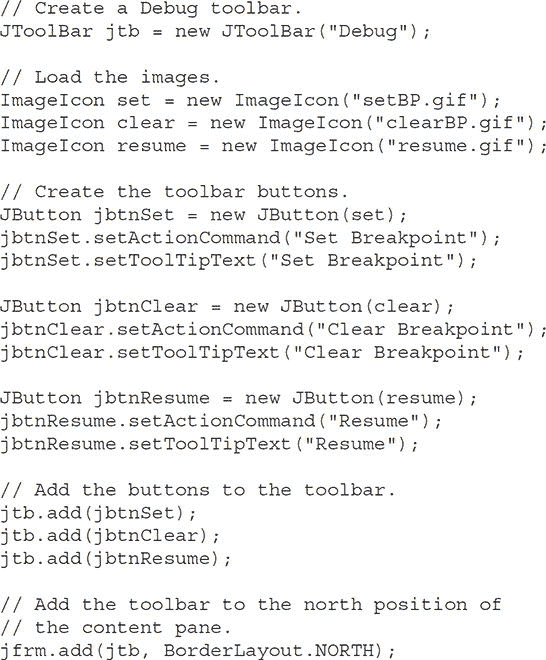 // Create a Debug toolbar.
JToolBar jtb = new JToolBar("Debug");

// Load the images.
ImageIcon set = new ImageIcon("setBP.gif");
ImageIcon clear = new ImageIcon("clearBP.gif");
ImageIcon resume = new ImageIcon("resume.gif");

// Create the toolbar buttons.
JButton jbtnSet = new JButton(set);
jbtnSet.setActionCommand("Set Breakpoint");
jbtnSet.setToolTipText("Set Breakpoint");

JButton jbtnClear = new JButton(clear);
jbtnClear.setActionCommand("Clear Breakpoint");
jbtnClear.setToolTipText("Clear Breakpoint");

JButton jbtnResume = new JButton(resume);
jbtnResume.setActionCommand("Resume");
jbtnResume.setToolTipText("Resume");

// Add the buttons to the toolbar.
jtb.add(jbtnSet);
jtb.add(jbtnClear);
jtb.add(jbtnResume);

// Add the toolbar to the north position of
// the content pane.
jfrm.add(jtb, BorderLayout.NORTH);